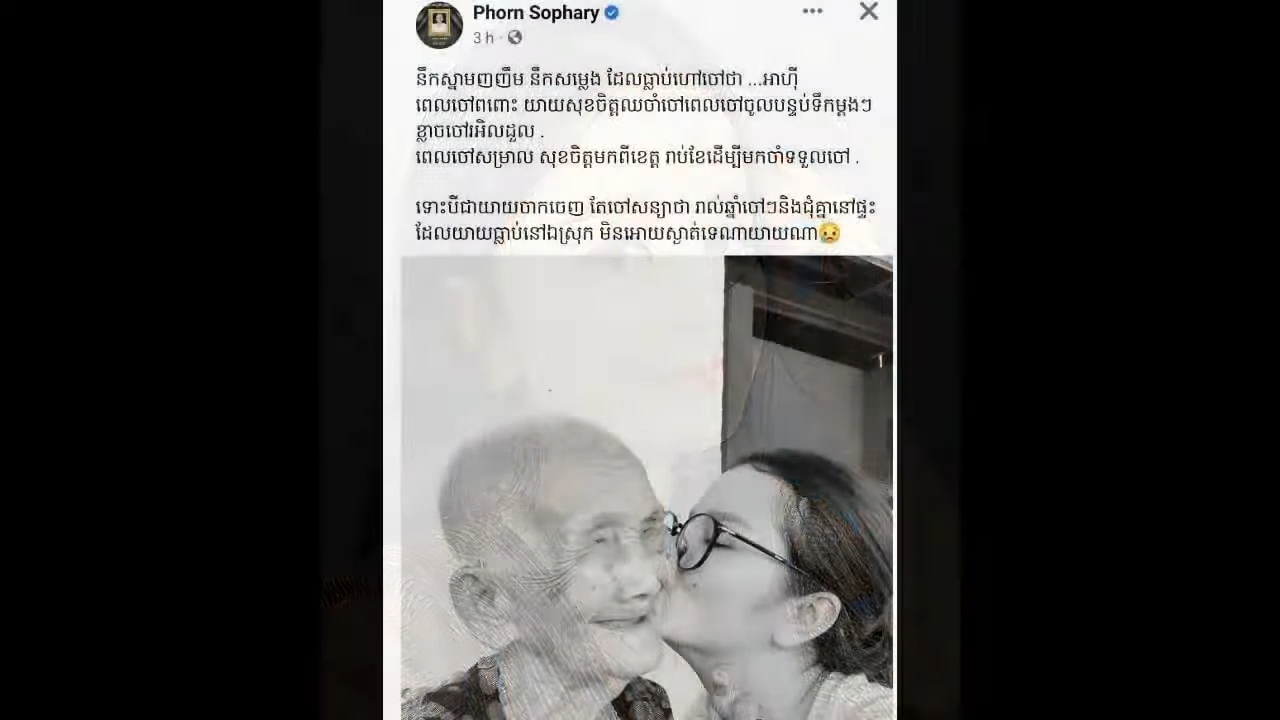 Phorn Sophary
3 h ·
នឹកស្នាមញញឹម នឹកសម្លេង ដែលធ្លាប់ហៅចៅថា ...អាហ៊ី
ពេលចៅពពោះ យាយសុខចិត្តឈចាំចៅពេលចៅចូលបន្ទប់ទឹកម្តងៗ
ខ្លាចចៅរអិលដួល .
ពេលចៅសម្រាល សុខចិត្តមកពីខេត្ត រាប់ខែដើម្បីមកចាំទទួលចៅ .
ទោះបីជាយាយចាកចេញ តែចៅសន្យាថា រាល់ឆ្នាំចៅៗនិងជុំគ្នានៅផ្ទះ
ដែលយាយធ្លាប់នៅឯស្រុក មិនអោយស្ងាត់ទេណាយាយណា😥